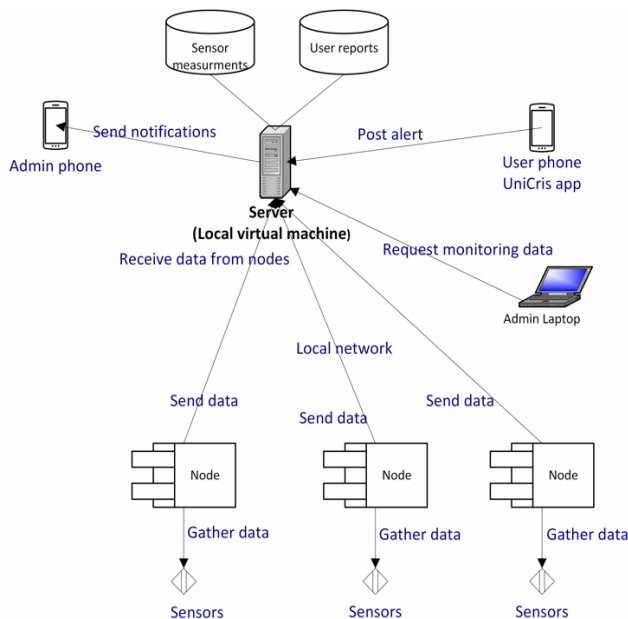 Sensor
measurments
User reports
Send notifications
Post alert
Admin phone
User phone
UniCris app
Server
(Local virtual machine)
Receive data from nodes
Request monitoring data
Admin Laptop
Local network
Send data
Send data
Send data
Node
Node
Node
Gather data
Gather data
Gather data
Sensors
Sensors
Sensors